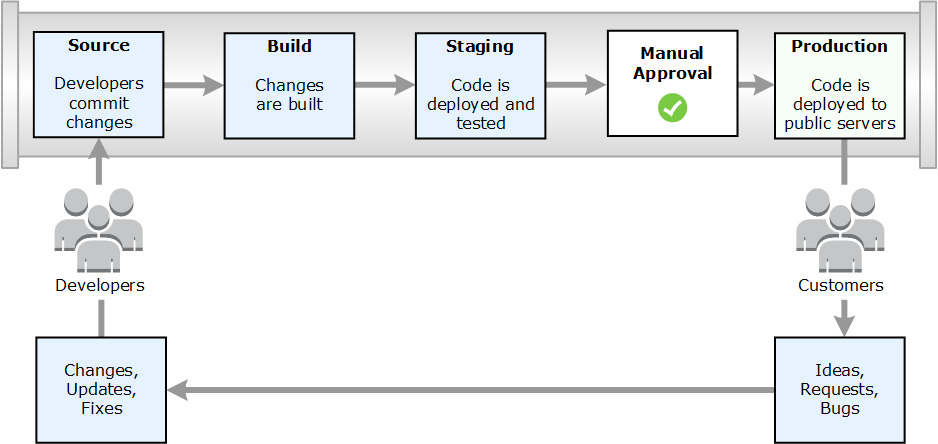 Source
Developers
commit
changes
Build
Changes
are built
Staging
Code is
deployed and
tested
Manual
Approval
Production
Code is
deployed to
public servers
Developers
Customers
Changes,
Updates,
Fixes
Ideas,
Requests,
Bugs